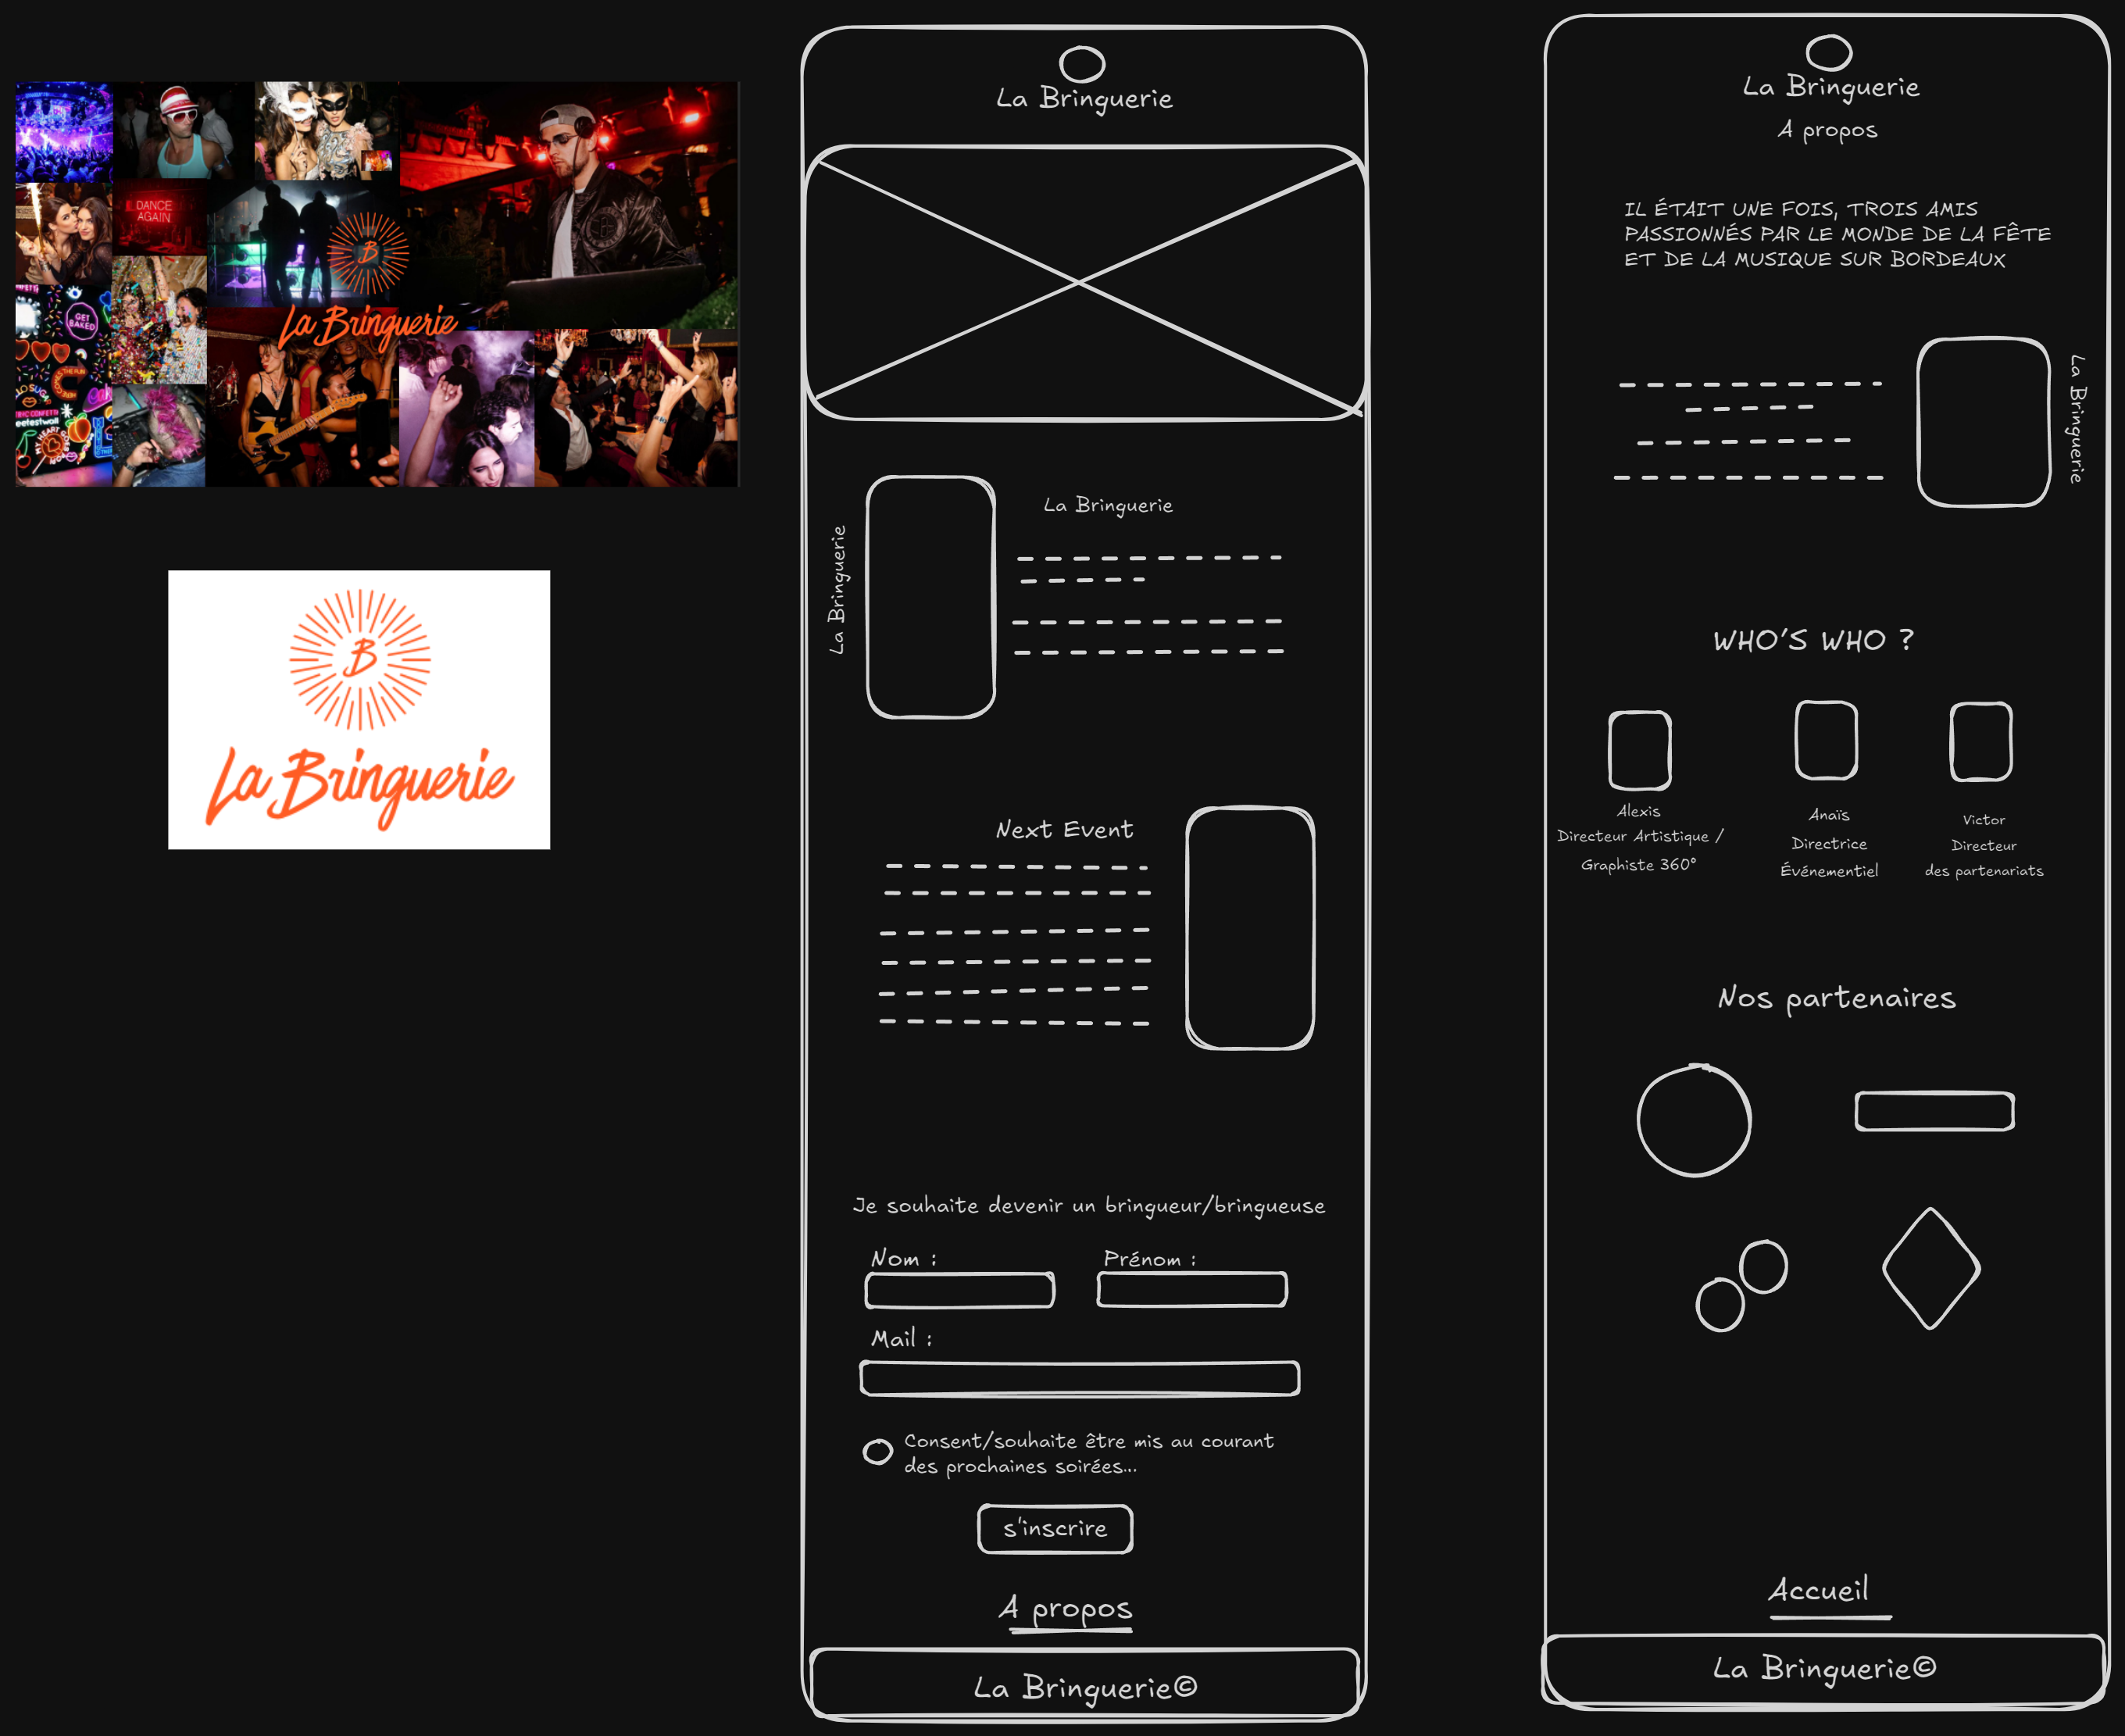 DANCE
AGAIN
GET
BAKED
B
La Bringuerie
B
La Bringuerie
La Bringuerie
La Bringuerie
La Bringuerie
Next Event
Je souhaite devenir un bringueur/bringueuse
Nom :
Prénom :
Mail :
Consent/souhaite être mis au courant
des prochaines soirées...
s'inscrire
A propos
La Bringuerie©
La Bringuerie
A propos
IL ÉTAIT UNE FOIS, TROIS AMIS
PASSIONNÉS PAR LE MONDE DE LA FÊTE
ET DE LA MUSIQUE SUR BORDEAUX
La Bringuerie
WHO'S WHO ?
Alexis
Directeur Artistique /
Graphiste 360°
Anaïs
Directrice
Événementiel
Victor
Directeur
des partenariats
Nos partenaires
Accueil
La Bringuerie©